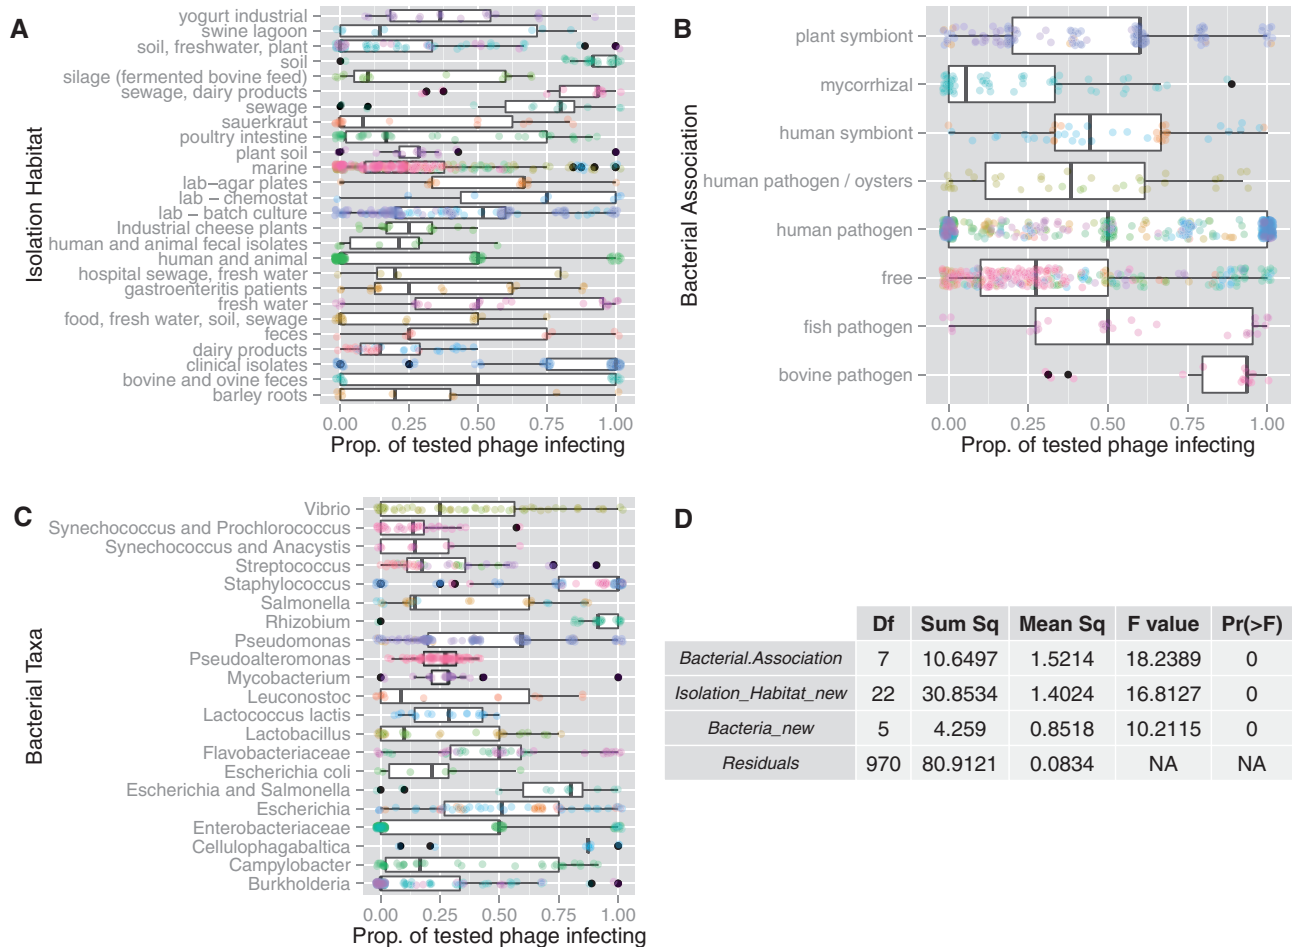 A
Isolation Habitat
yogurt industrial
swine lagoon
soil, freshwater, plant
soil
silage (fermented bovine feed)
sewage, dairy products
sewage
sauerkraut
poultry intestine
plant soil
marine
lab–agar plates
lab – chemostat
lab – batch culture
Industrial cheese plants
human and animal fecal isolates
human and animal
hospital sewage, fresh water
gastroenteritis patients
fresh water
food, fresh water, soil, sewage
feces
dairy products
clinical isolates
bovine and ovine feces
barley roots
0.00 0.25 0.50 0.75 1.00
Prop. of tested phage infecting
B
Bacterial Association
plant symbiont
mycorrhizal
human symbiont
human pathogen / oysters
human pathogen
free
fish pathogen
bovine pathogen
0.00 0.25 0.50 0.75 1.00
Prop. of tested phage infecting
C
Bacterial Taxa
Vibrio
Synechococcus and Prochlorococcus
Synechococcus and Anacystis
Streptococcus
Staphylococcus
Salmonella
Rhizobium
Pseudomonas
Pseudoalteromonas
Mycobacterium
Leuconostoc
Lactococcus lactis
Lactobacillus
Flavobacteriaceae
Escherichia coli
Escherichia and Salmonella
Escherichia
Enterobacteriaceae
Cellulophagabaltica
Campylobacter
Burkholderia
0.00 0.25 0.50 0.75 1.00
Prop. of tested phage infecting
D
Df Sum Sq Mean Sq F value Pr(>F)
Bacterial.Association 7 10.6497 1.5214 18.2389 0
Isolation_Habitat_new 22 30.8534 1.4024 16.8127 0
Bacteria_new 5 4.259 0.8518 10.2115 0
Residuals 970 80.9121 0.0834 NA NA